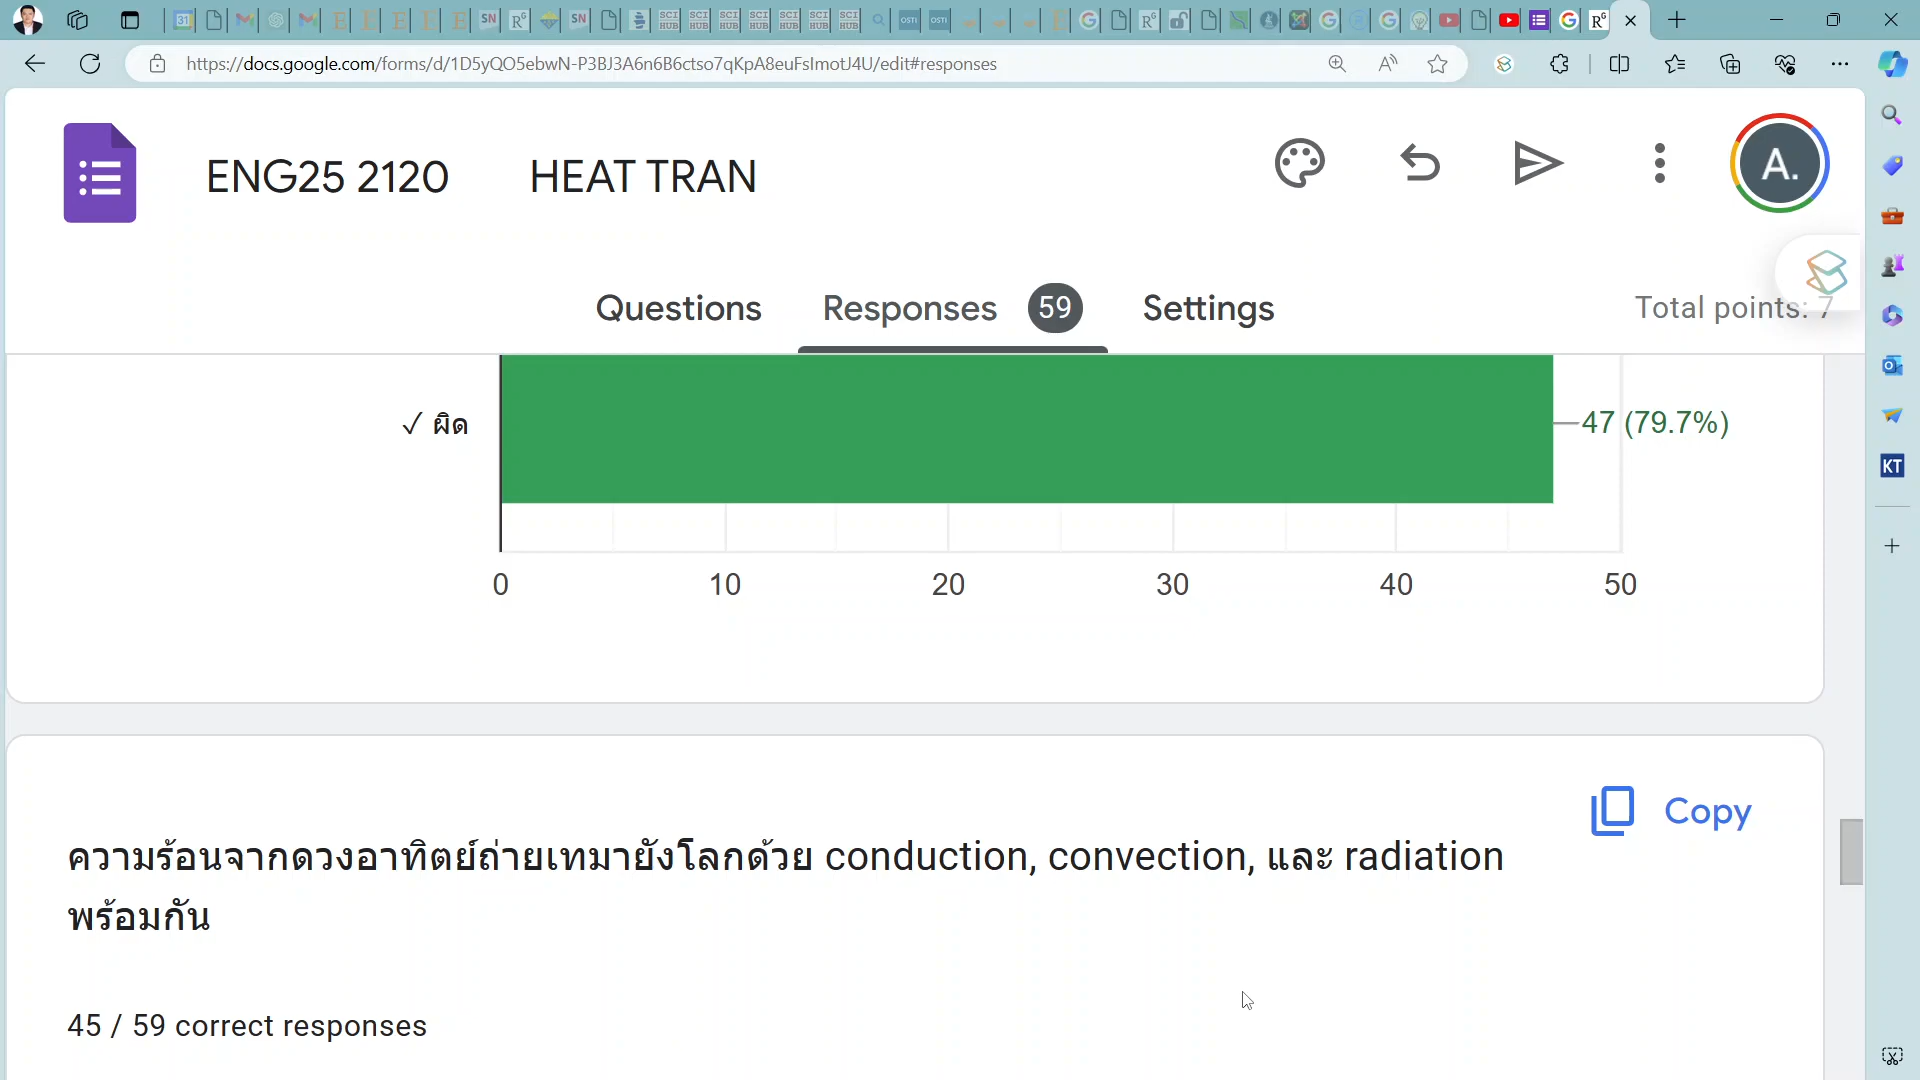 https://docs.google.com/forms/d/1D5yQO5ebwN-P3BJ3A6n6B6ctso7qKpA8euFsImotJ4U/edit#responses
ENG25 2120 HEAT TRAN
A.
Questions Responses 59 Settings Total points: 7
✓ ผิด 47 (79.7%)
0 10 20 30 40 50
Copy
ความร้อนจากดวงอาทิตย์ถ่ายเทมายังโลกด้วย conduction, convection, และ radiation
พร้อมกัน
45 / 59 correct responses
KT